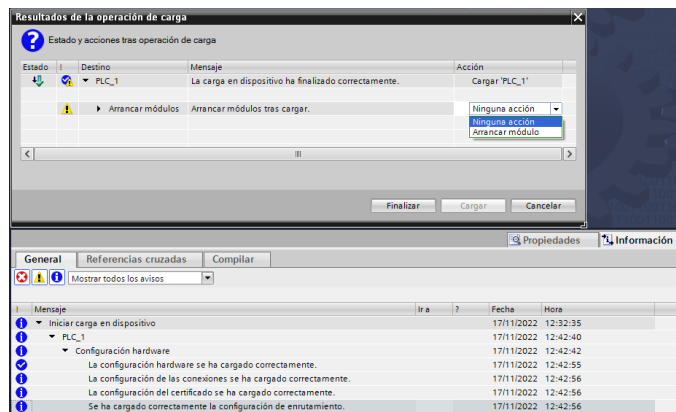 Resultados de la operación de carga
Estado y acciones tras operación de carga
Estado ! Destino Mensaje Acción
PLC_1 La carga en dispositivo ha finalizado correctamente. Cargar 'PLC_1'
Arrancar módulos Arrancar módulos tras cargar. Ninguna acción
Ninguna acción
Arrancar módulo
Finalizar Cargar Cancelar
Propiedades Información
General Referencias cruzadas Compilar
Mostrar todos los avisos
! Mensaje Ir a ? Fecha Hora
Iniciar carga en dispositivo 17/11/2022 12:32:35
PLC_1 17/11/2022 12:42:40
Configuración hardware 17/11/2022 12:42:42
La configuración hardware se ha cargado correctamente. 17/11/2022 12:42:55
La configuración de las conexiones se ha cargado correctamente. 17/11/2022 12:42:56
La configuración del certificado se ha cargado correctamente. 17/11/2022 12:42:56
Se ha cargado correctamente la configuración de enrutamiento. 17/11/2022 12:42:56